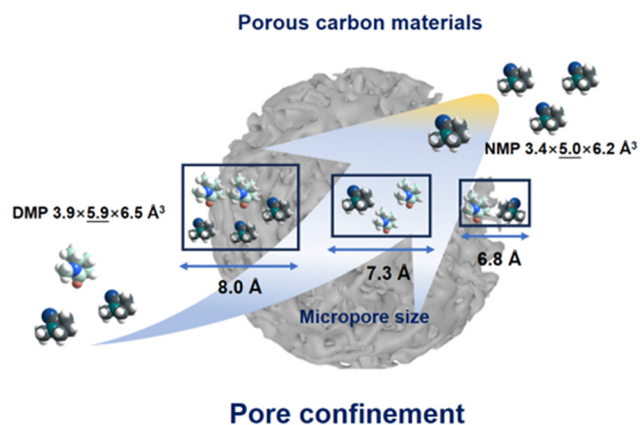 Porous carbon materials
NMP 3.4×5.0×6.2 Å³
DMP 3.9×5.9×6.5 Å³
8.0 Å
7.3 Å
6.8 Å
Micropore size
Pore confinement